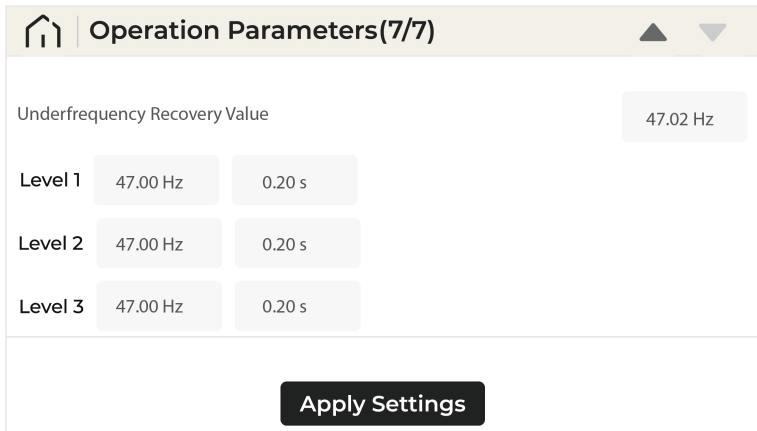 Operation Parameters(7/7)
Underfrequency Recovery Value 47.02 Hz
Level 1 47.00 Hz 0.20 s
Level 2 47.00 Hz 0.20 s
Level 3 47.00 Hz 0.20 s
Apply Settings